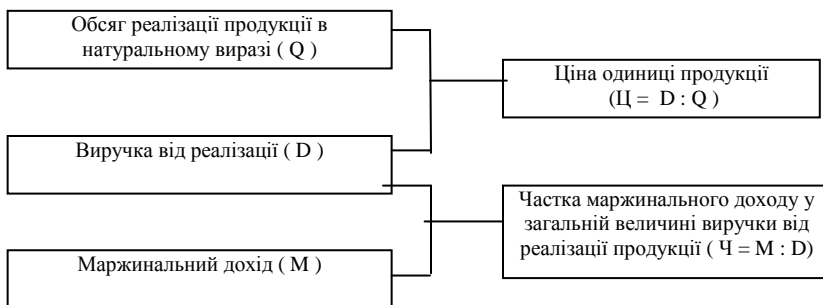 Обсяг реалізації продукції в
натуральному виразі ( Q )
Ціна одиниці продукції
(Ц = D : Q )
Виручка від реалізації ( D )
Частка маржинального доходу у
загальній величині виручки від
реалізації продукції ( Ч = М : D)
Маржинальний дохід ( М )